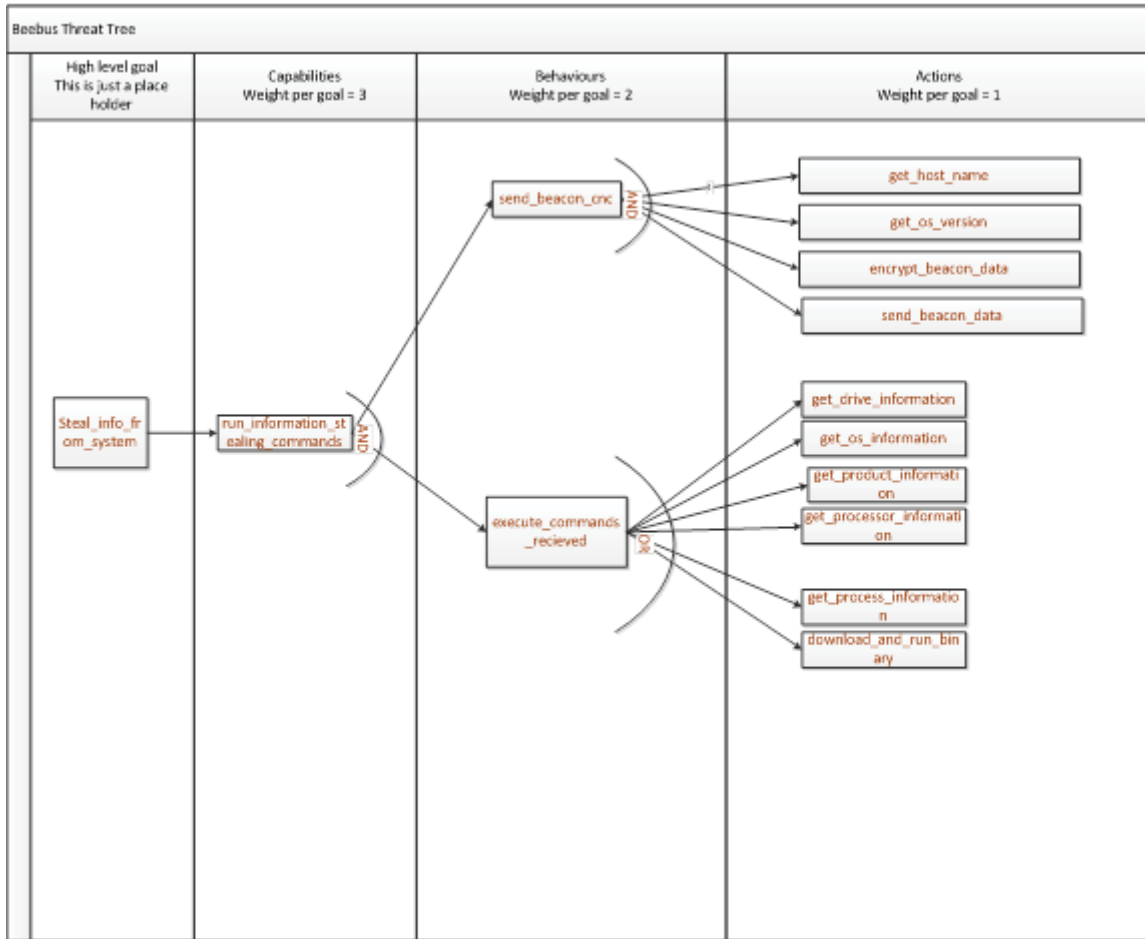 Beebus Threat Tree
High level goal
This is just a place
holder
Capabilities
Weight per goal = 3
Behaviours
Weight per goal = 2
Actions
Weight per goal = 1
Steal_info_fr
om_system
run_information_st
ealing_commands
AND
send_beacon_cnc
AND
get_host_name
get_os_version
encrypt_beacon_data
send_beacon_data
execute_commands
_recieved
OR
get_drive_information
get_os_information
get_product_informati
on
get_processor_informati
on
get_process_informatio
n
download_and_run_bin
ary